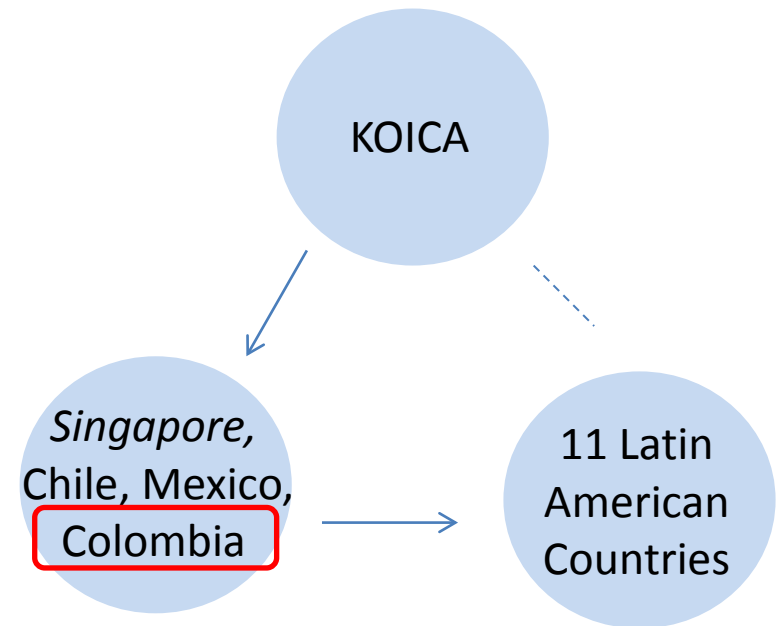 KOICA
Singapore,
Chile, Mexico,
Colombia
11 Latin
American
Countries